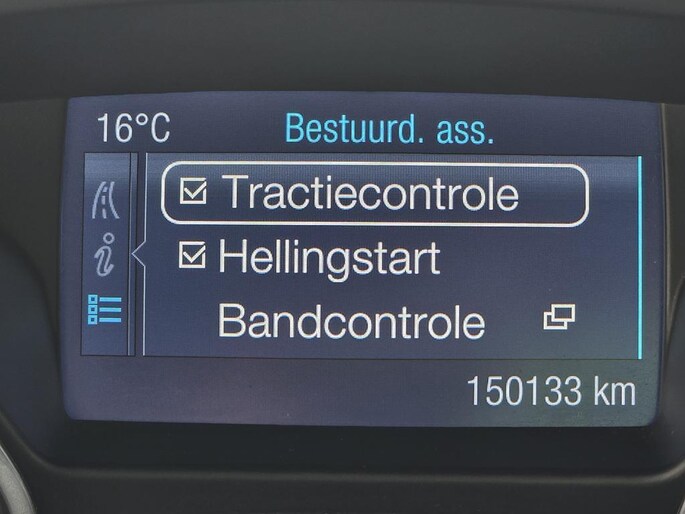 16°C Bestuurd. ass.
Tractiecontrole
Hellingstart
Bandcontrole
150133 km